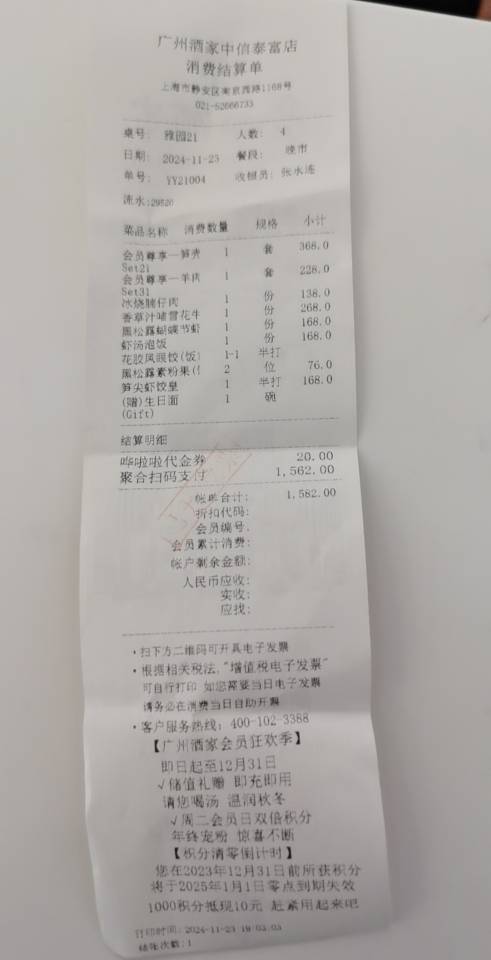 广州酒家中信泰富店
消费结算单
上海市静安区南京西路1168号
021-52666733
桌号: 雅园21 人数: 4
日期: 2024-11-23 餐段: 晚市
单号: YY21004 收银员: 张水莲
流水:29520
菜品名称 消费数量 规格 小计
会员尊享一笋壳 1 套 368.0
Set21
会员尊享一羊肉 1 套 228.0
Set31
冰烧腩仔肉 1 份 138.0
香草汁啫雪花牛 1 份 268.0
黑松露蝴蝶节虾 1 份 168.0
虾汤泡饭 1 份 168.0
花胶凤眼饺(饭) 1-1 半打
黑松露素粉果( 2 位 76.0
笋尖虾饺皇 1 半打 168.0
(赠)生日面 1 碗
(Gift)
结算明细
哗啦啦代金券 20.00
聚合扫码支付 1,562.00
帐单合计: 1,582.00
折扣代码:
会员编号:
会员累计消费:
帐户剩余金额:
人民币应收:
实收:
应找:
·扫下方二维码可开具电子发票
·根据相关税法,"增值税电子发票"
可自行打印 如您需要当日电子发票
请务必在消费当日自助开票
·客户服务热线: 400-102-3388
【广州酒家会员狂欢季】
即日起至12月31日
√储值礼赠 即充即用
请您喝汤 温润秋冬
√周二会员日双倍积分
年终宠粉 惊喜不断
【积分清零倒计时】
您在2023年12月31日前所获积分
将于2025年1月1日零点到期失效
1000积分抵现10元 赶紧用起来吧
打印时间: 2024-11-23 19:03:03
结账次数: 1